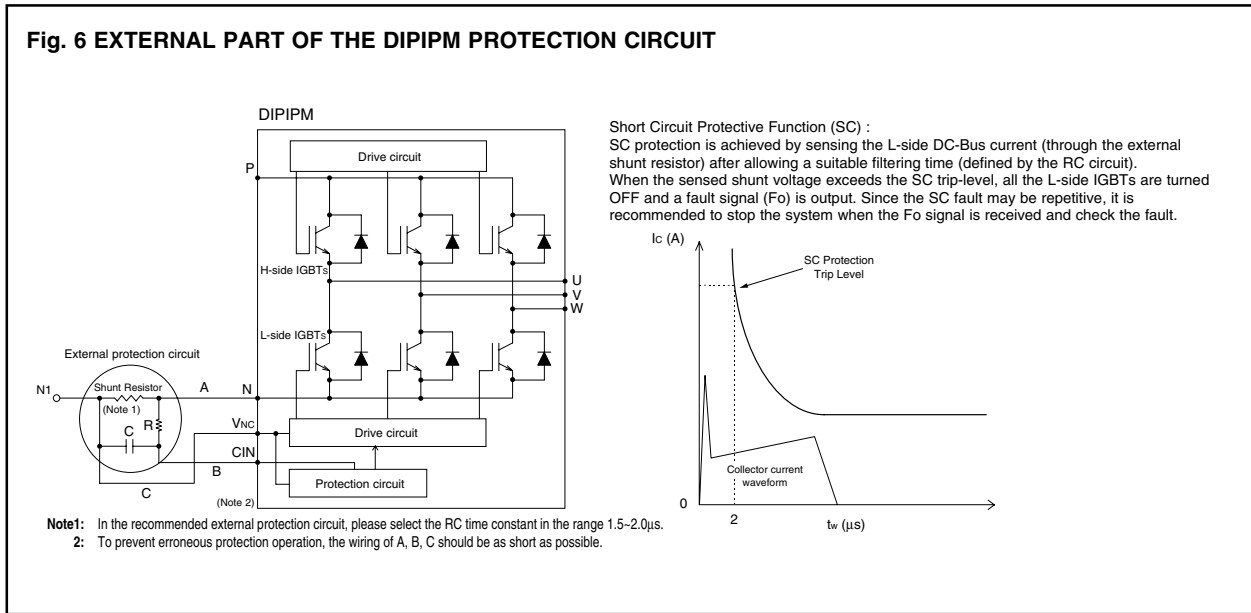 Fig. 6 EXTERNAL PART OF THE DIPIPM PROTECTION CIRCUIT
DIPIPM
Drive circuit
P
H-side IGBTs
U
V
W
L-side IGBTs
External protection circuit
N1
Shunt Resistor
(Note 1)
A
N
R
C
VNC
Drive circuit
CIN
B
C
Protection circuit
(Note 2)
Short Circuit Protective Function (SC) :
SC protection is achieved by sensing the L-side DC-Bus current (through the external
shunt resistor) after allowing a suitable filtering time (defined by the RC circuit).
When the sensed shunt voltage exceeds the SC trip-level, all the L-side IGBTs are turned
OFF and a fault signal (Fo) is output. Since the SC fault may be repetitive, it is
recommended to stop the system when the Fo signal is received and check the fault.
IC (A)
SC Protection
Trip Level
Collector current
waveform
0
2
tw (μs)
Note1: In the recommended external protection circuit, please select the RC time constant in the range 1.5~2.0μs.
2: To prevent erroneous protection operation, the wiring of A, B, C should be as short as possible.